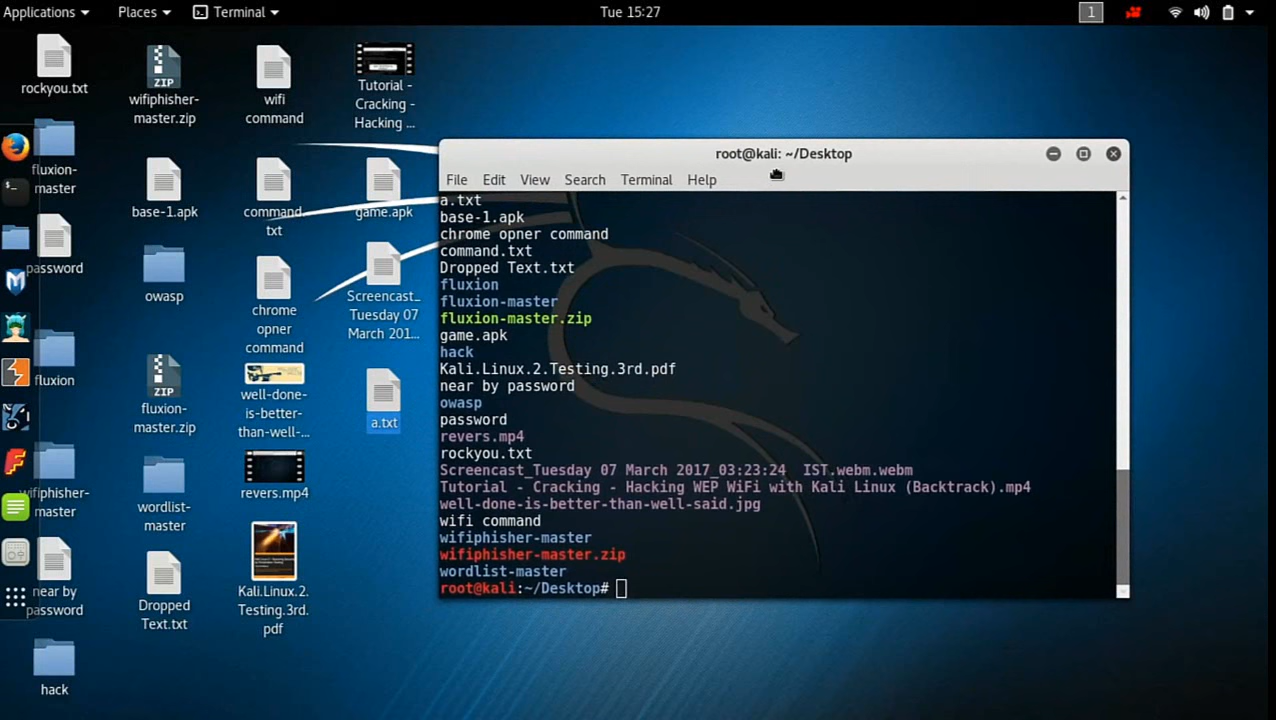 Applications
Places
Terminal
Tue 15:27
1
rockyou.txt
fluxion-
master
password
fluxion
wifiphisher-
master
near by
password
hack
ZIP
wifiphisher-
master.zip
base-1.apk
owasp
ZIP
fluxion-
master.zip
wordlist-
master
Dropped
Text.txt
wifi
command
command.
txt
chrome
opner
command
well-done-
is-better-
than-well-...
revers.mp4
Kali.Linux.2.
Testing.3rd.
pdf
Tutorial -
Cracking -
Hacking ...
game.apk
Screencast_
Tuesday 07
March 201...
a.txt
root@kali: ~/Desktop
File Edit View Search Terminal Help
a.txt
base-1.apk
chrome opner command
command.txt
Dropped Text.txt
fluxion
fluxion-master
fluxion-master.zip
game.apk
hack
Kali.Linux.2.Testing.3rd.pdf
near by password
owasp
password
revers.mp4
rockyou.txt
Screencast_Tuesday 07 March 2017_03:23:24  IST.webm.webm
Tutorial - Cracking - Hacking WEP WiFi with Kali Linux (Backtrack).mp4
well-done-is-better-than-well-said.jpg
wifi command
wifiphisher-master
wifiphisher-master.zip
wordlist-master
root@kali:~/Desktop#